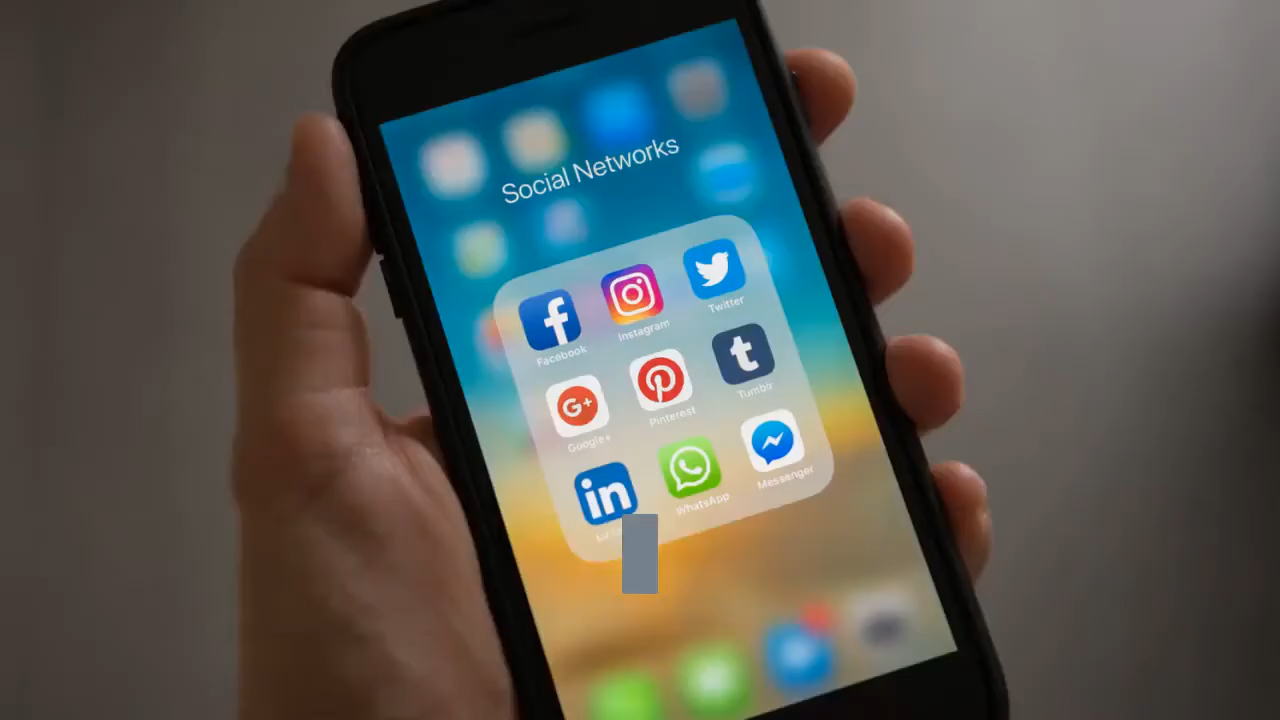 Social Networks
Facebook
Instagram
Twitter
Google+
Pinterest
Tumblr
in
WhatsApp
Messenger